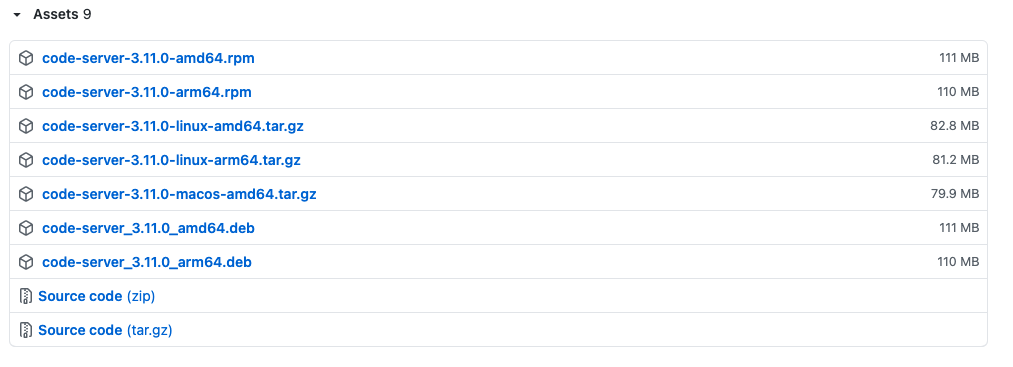 Assets 9
code-server-3.11.0-amd64.rpm 111 MB
code-server-3.11.0-arm64.rpm 110 MB
code-server-3.11.0-linux-amd64.tar.gz 82.8 MB
code-server-3.11.0-linux-arm64.tar.gz 81.2 MB
code-server-3.11.0-macos-amd64.tar.gz 79.9 MB
code-server_3.11.0_amd64.deb 111 MB
code-server_3.11.0_arm64.deb 110 MB
Source code (zip)
Source code (tar.gz)